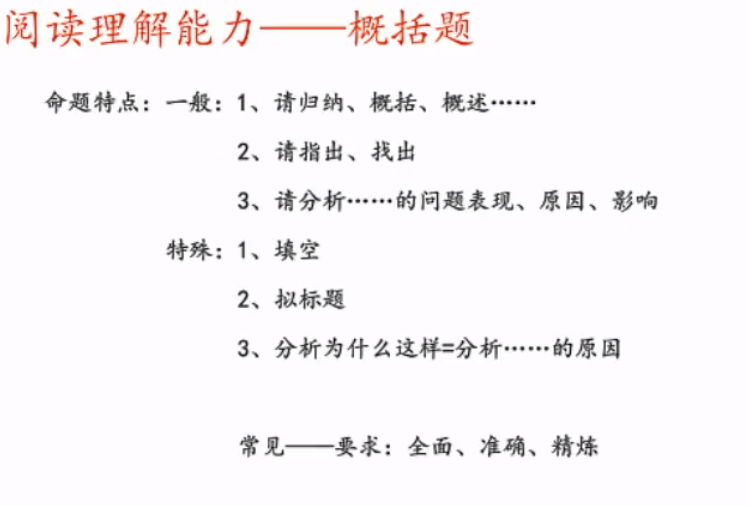 阅读理解能力——概括题
命题特点：一般：1、请归纳、概括、概述……
2、请指出、找出
3、请分析……的问题表现、原因、影响
特殊：1、填空
2、拟标题
3、分析为什么这样=分析……的原因
常见——要求：全面、准确、精炼